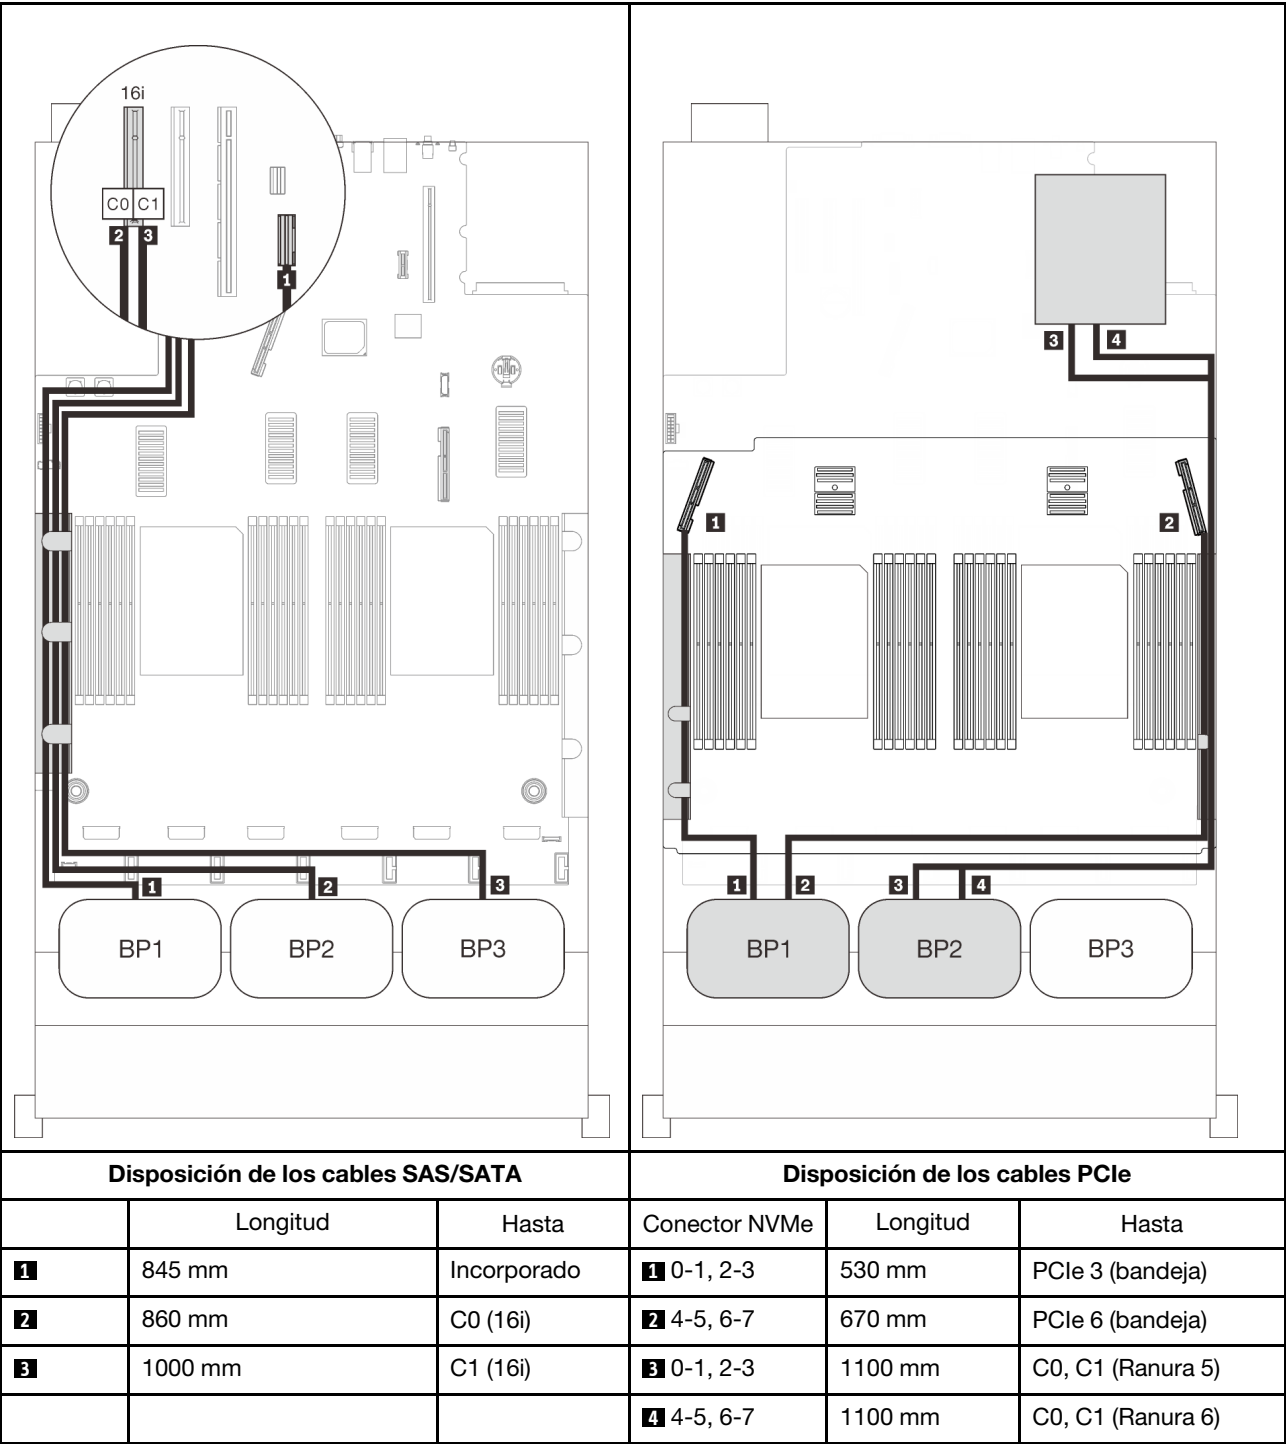 16i
C0 C1
2 3
1
1 2 3
BP1 BP2 BP3
3 4
1 2
1 2 3 4
BP1 BP2 BP3
Disposición de los cables SAS/SATA
Disposición de los cables PCIe
Longitud Hasta Conector NVMe Longitud Hasta
1 845 mm Incorporado 1 0-1, 2-3 530 mm PCIe 3 (bandeja)
2 860 mm C0 (16i) 2 4-5, 6-7 670 mm PCIe 6 (bandeja)
3 1000 mm C1 (16i) 3 0-1, 2-3 1100 mm C0, C1 (Ranura 5)
4 4-5, 6-7 1100 mm C0, C1 (Ranura 6)